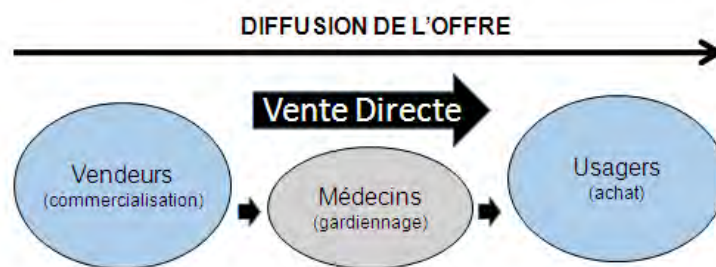 DIFFUSION DE L'OFFRE
Vente Directe
Vendeurs
(commercialisation)
Médecins
(gardiennage)
Usagers
(achat)